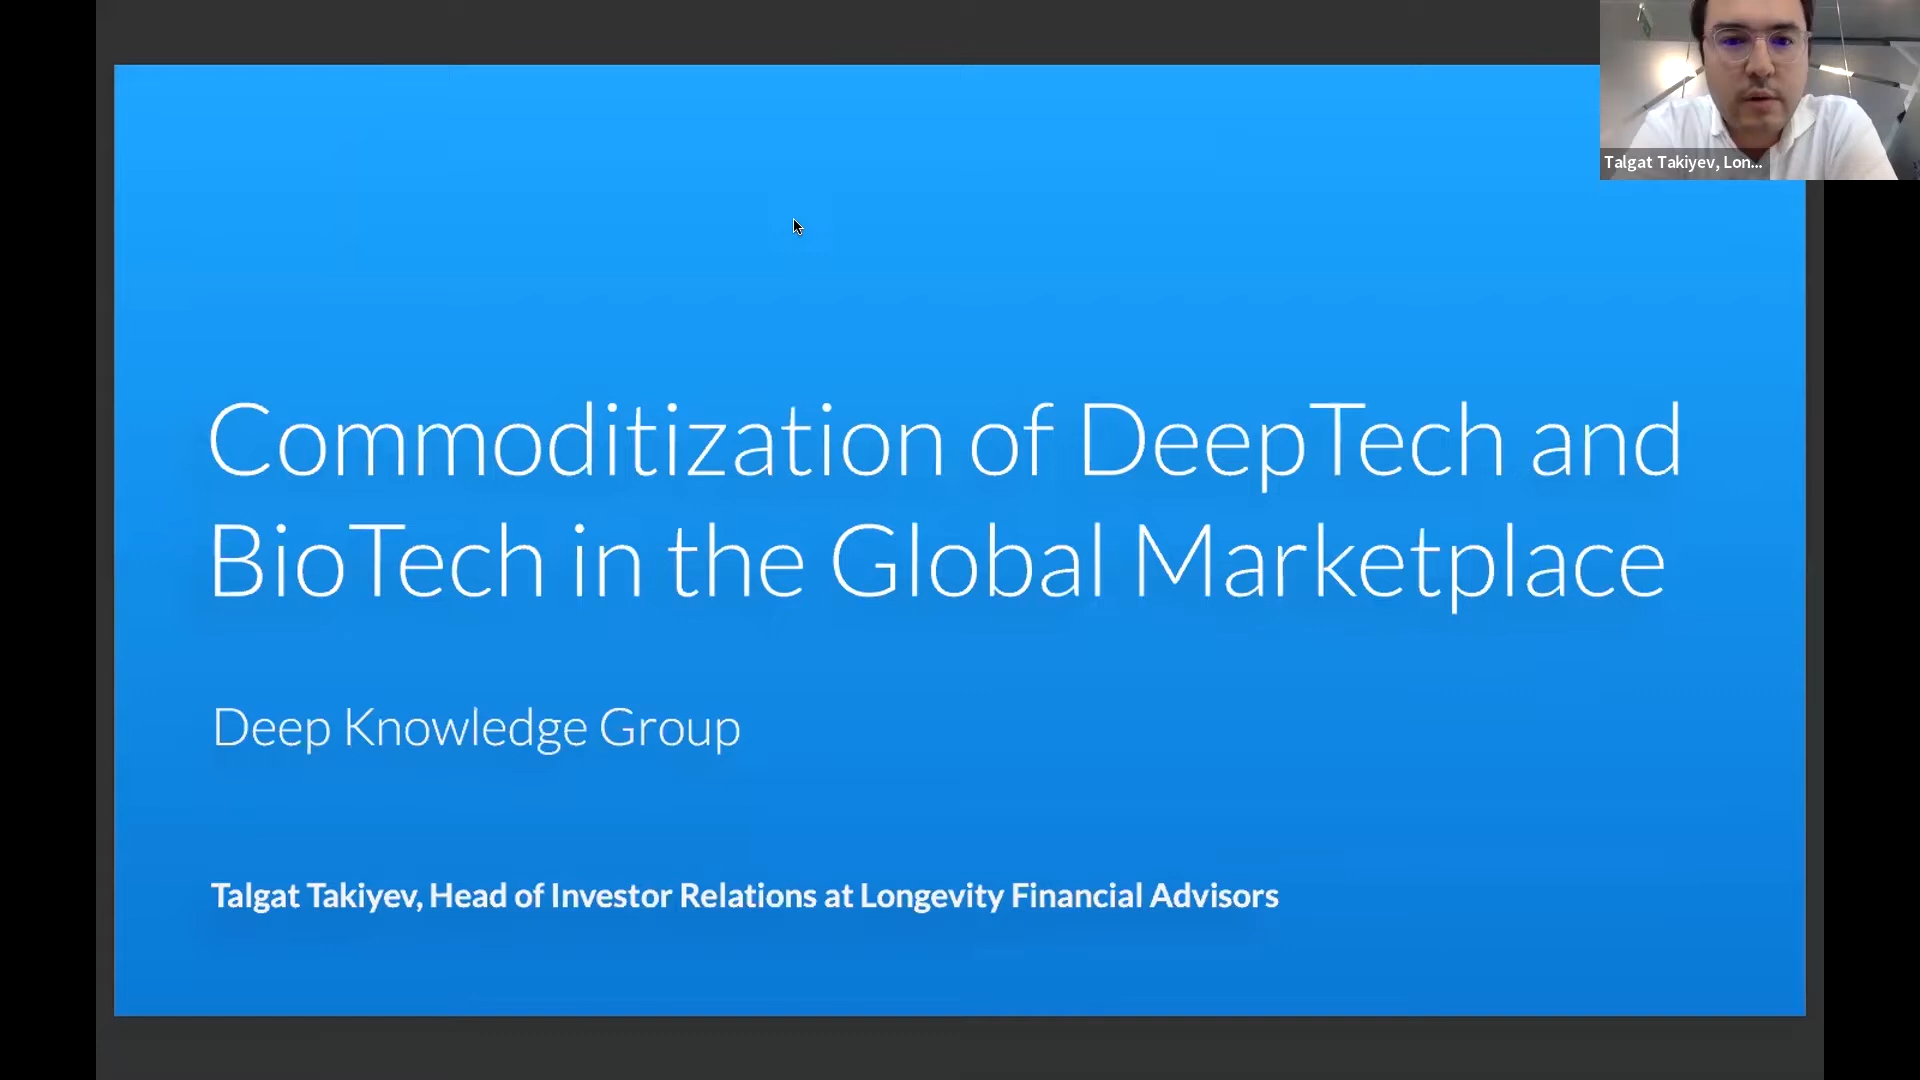 Talgat Takiyev, Lon...
Commoditization of DeepTech and
BioTech in the Global Marketplace
Deep Knowledge Group
Talgat Takiyev, Head of Investor Relations at Longevity Financial Advisors